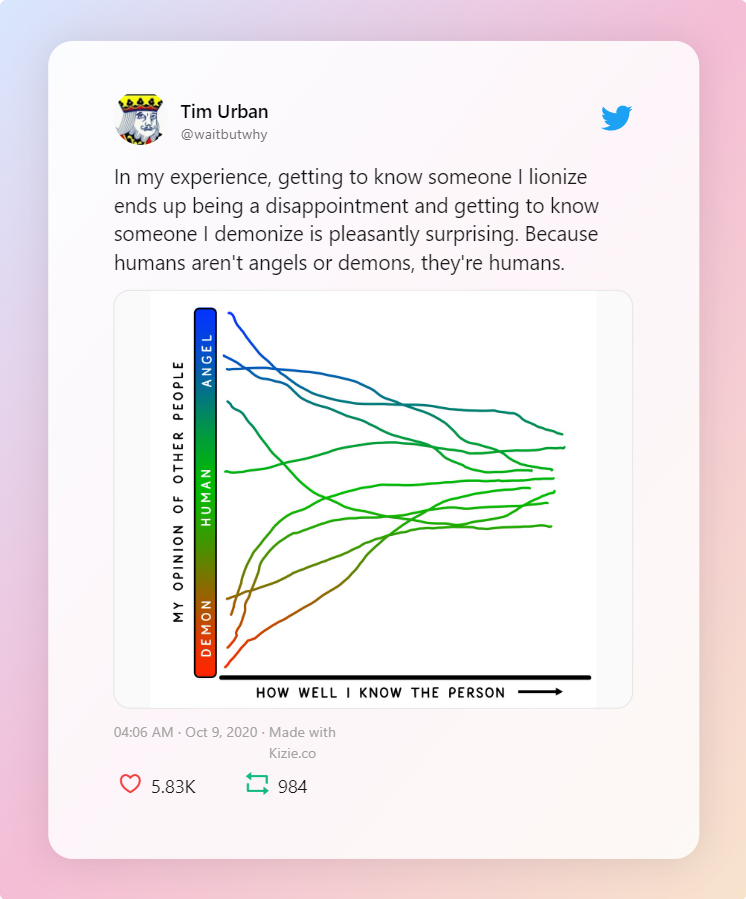 Tim Urban
@waitbutwhy
In my experience, getting to know someone I lionize
ends up being a disappointment and getting to know
someone I demonize is pleasantly surprising. Because
humans aren't angels or demons, they're humans.
MY OPINION OF OTHER PEOPLE
ANGEL
HUMAN
DEMON
HOW WELL I KNOW THE PERSON
04:06 AM · Oct 9, 2020 · Made with
Kizie.co
5.83K 984